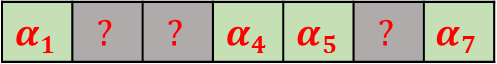 α₁ ? ? α₄ α₅ ? α₇